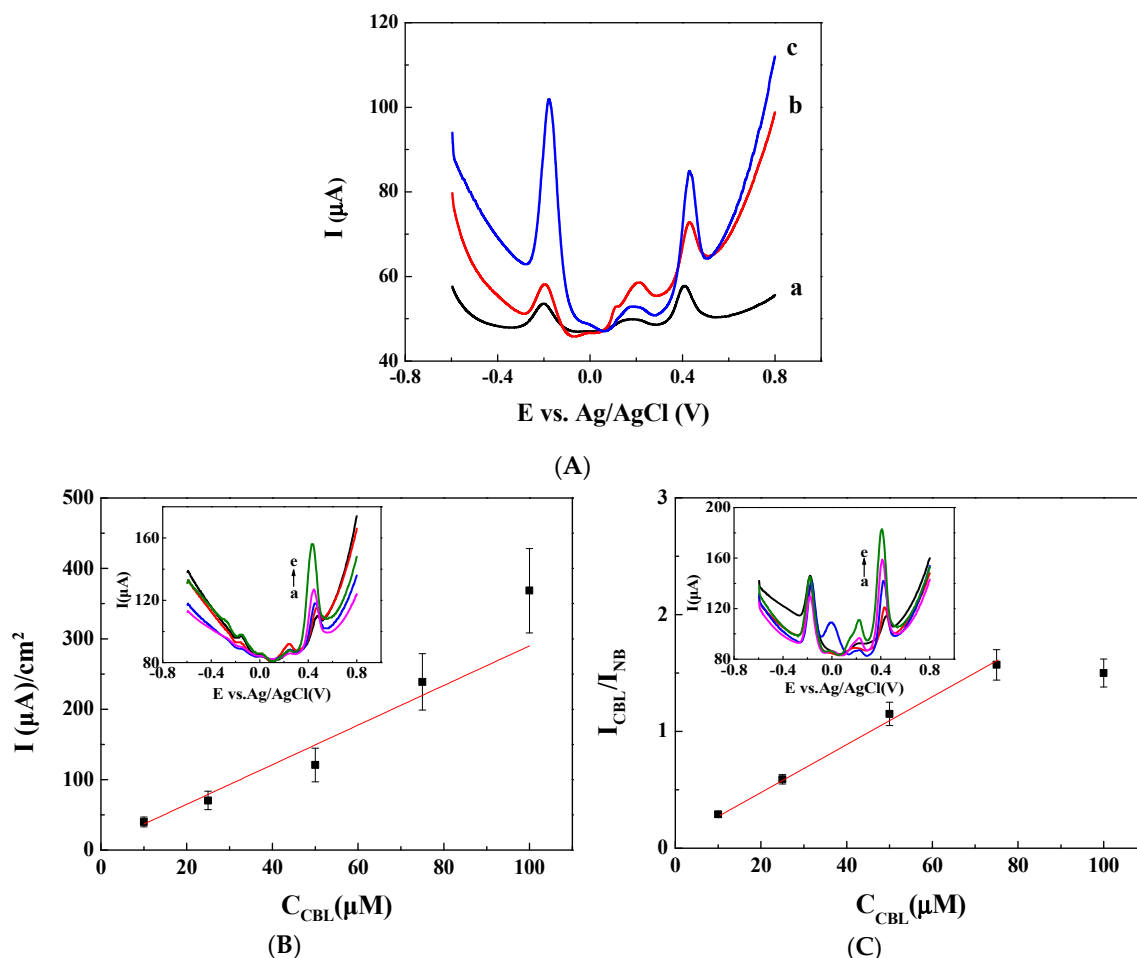 120
100
80
60
40
I (µA)
c
b
a
-0.8
-0.4
0.0
0.4
0.8
E vs. Ag/AgCl (V)
(A)
500
400
300
200
100
0
I (µA)/cm²
160
120
80
I(µA)
e
a
-0.8
-0.4
0.0
0.4
0.8
E vs.Ag/AgCl(V)
0
20
40
60
80
100
C_CBL(µM)
(B)
3
2
1
0
I_CBL/I_NB
200
160
120
80
I(µA)
e
a
-0.8
-0.4
0.0
0.4
0.8
E vs.Ag/AgCl(V)
0
20
40
60
80
100
C_CBL(µM)
(C)